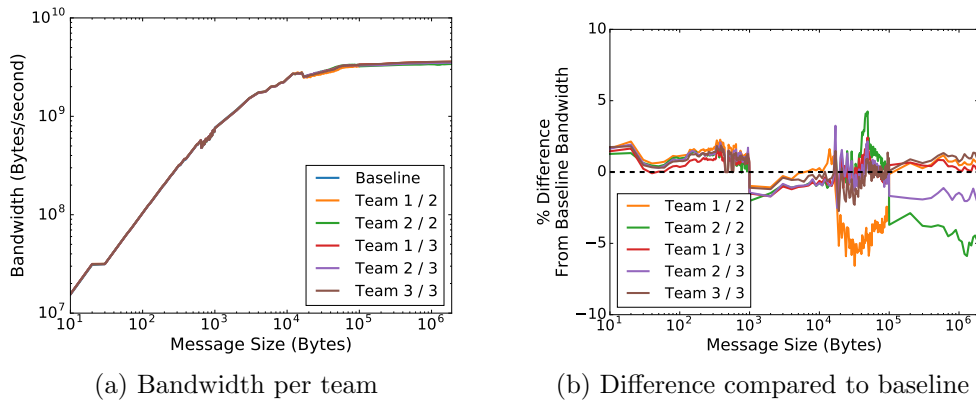 10^10
10^9
10^8
10^7
Bandwidth (Bytes/second)
Baseline
Team 1 / 2
Team 2 / 2
Team 1 / 3
Team 2 / 3
Team 3 / 3
10^1 10^2 10^3 10^4 10^5 10^6
Message Size (Bytes)
(a) Bandwidth per team
10
5
0
−5
−10
% Difference
From Baseline Bandwidth
Team 1 / 2
Team 2 / 2
Team 1 / 3
Team 2 / 3
Team 3 / 3
10^1 10^2 10^3 10^4 10^5 10^6
Message Size (Bytes)
(b) Difference compared to baseline